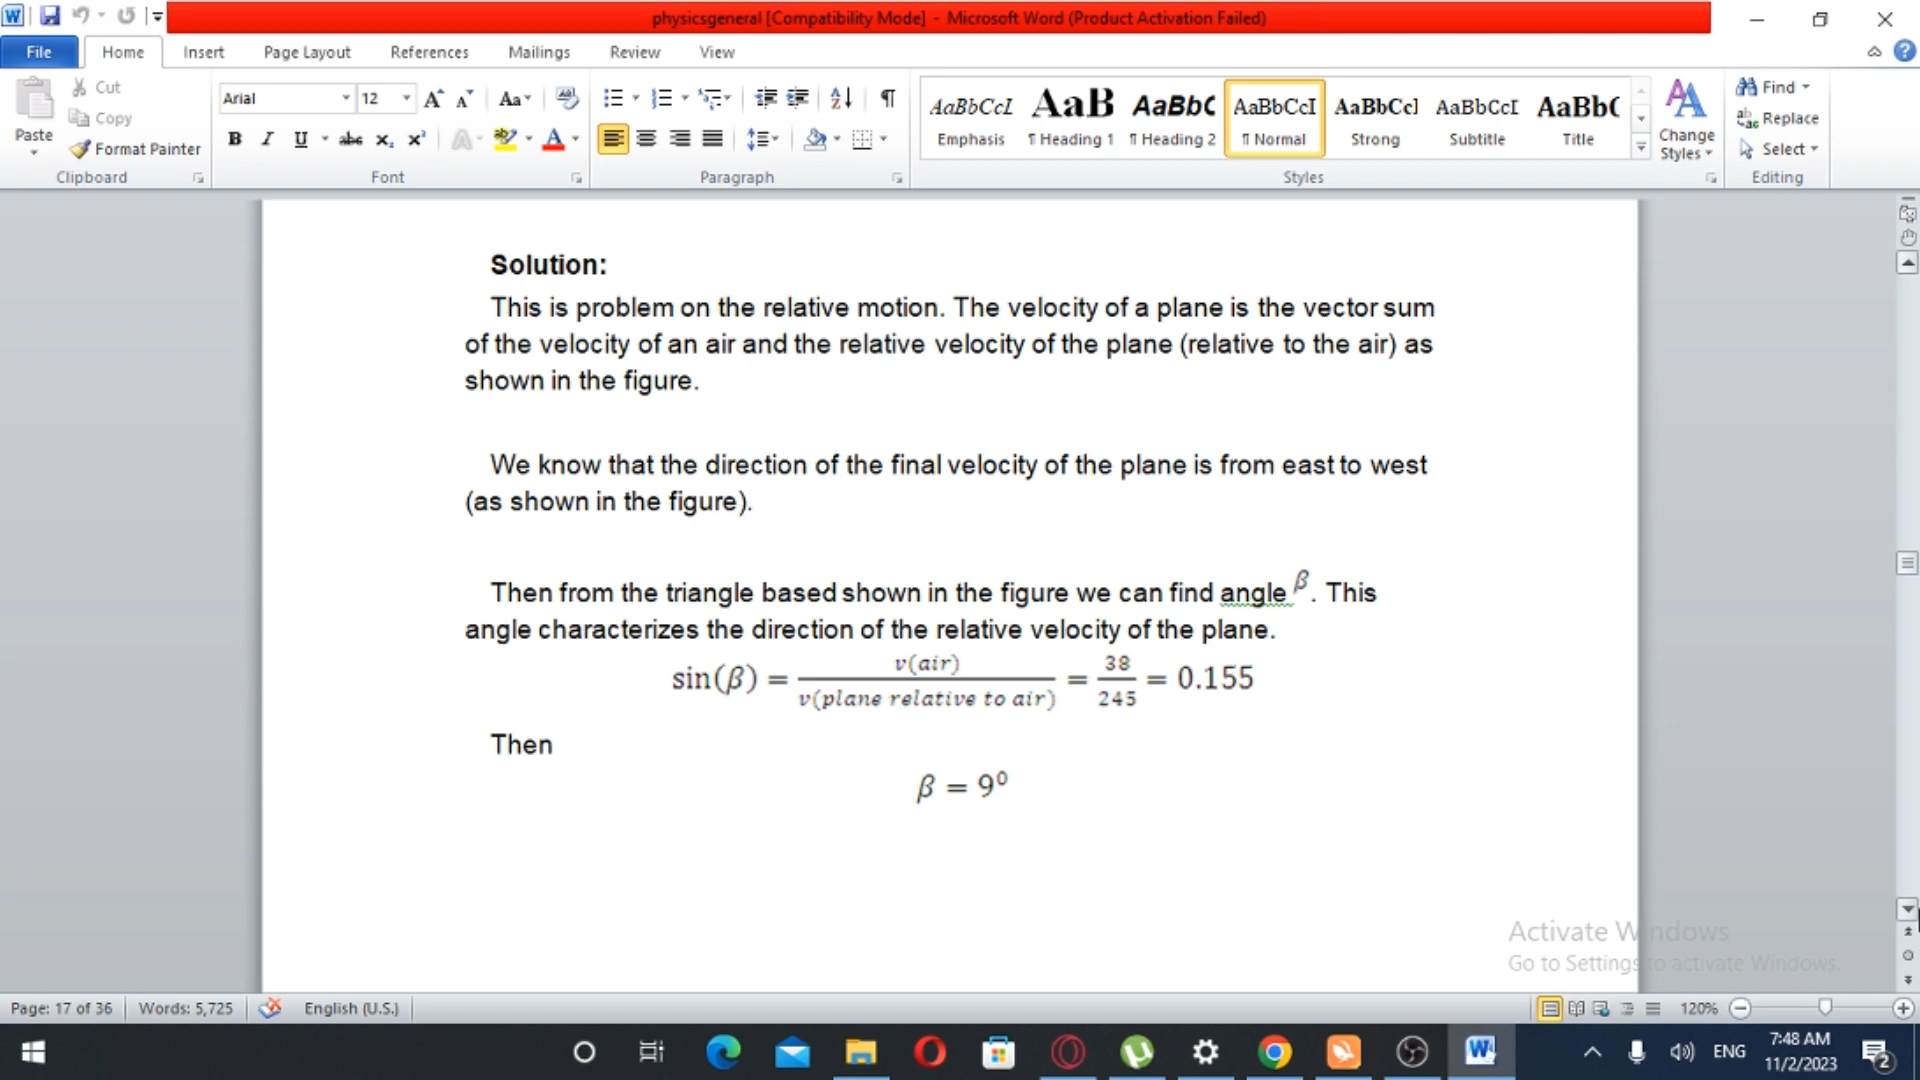 physicsgeneral [Compatibility Mode] - Microsoft Word (Product Activation Failed)
File Home Insert Page Layout References Mailings Review View
Paste
Cut
Copy
Format Painter
Clipboard
Arial 12
Font
Paragraph
AaBbCcI AaB AaBbC AaBbCcI AaBbCcI AaBbCcI AaBb(
Emphasis ¶ Heading 1 ¶ Heading 2 ¶ Normal Strong Subtitle Title
Styles
Change Styles
Find
Replace
Select
Editing
Solution:
This is problem on the relative motion. The velocity of a plane is the vector sum
of the velocity of an air and the relative velocity of the plane (relative to the air) as
shown in the figure.
We know that the direction of the final velocity of the plane is from east to west
(as shown in the figure).
Then from the triangle based shown in the figure we can find angle β. This
angle characterizes the direction of the relative velocity of the plane.
sin(β) = v(air) / v(plane relative to air) = 38 / 245 = 0.155
Then
β = 9⁰
Activate Windows
Go to Settings to activate Windows.
Page: 17 of 36 Words: 5,725 English (U.S.) 120%
ENG 7:48 AM
11/2/2023
2